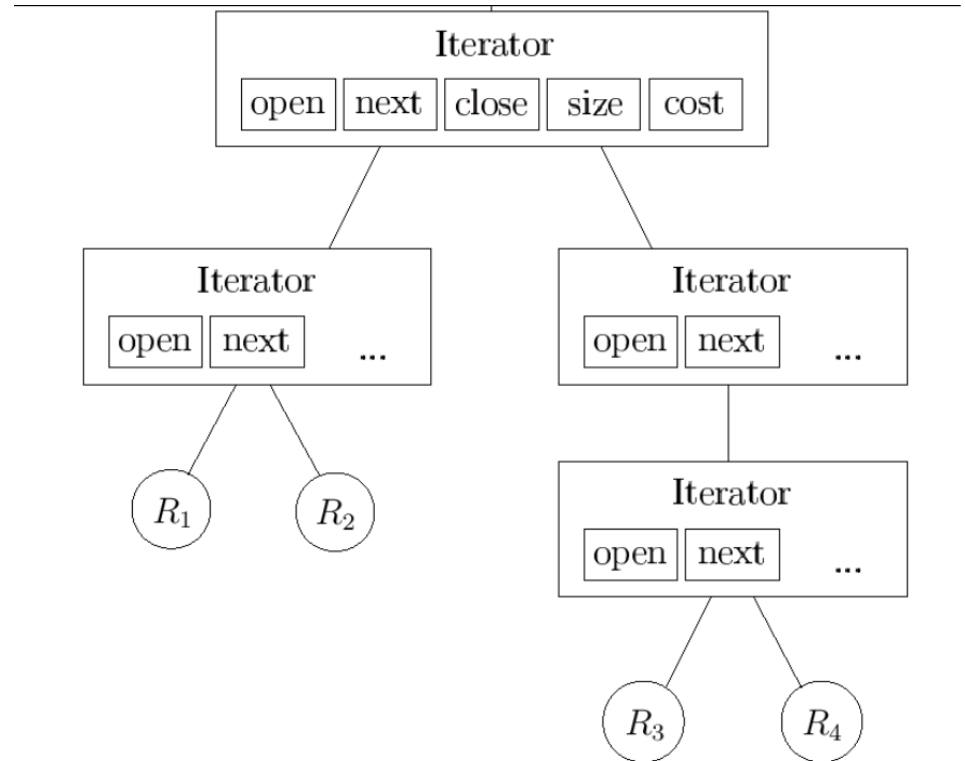 Iterator
open next close size cost
Iterator Iterator
open next ... open next ...
R₁ R₂ Iterator
open next ...
R₃ R₄